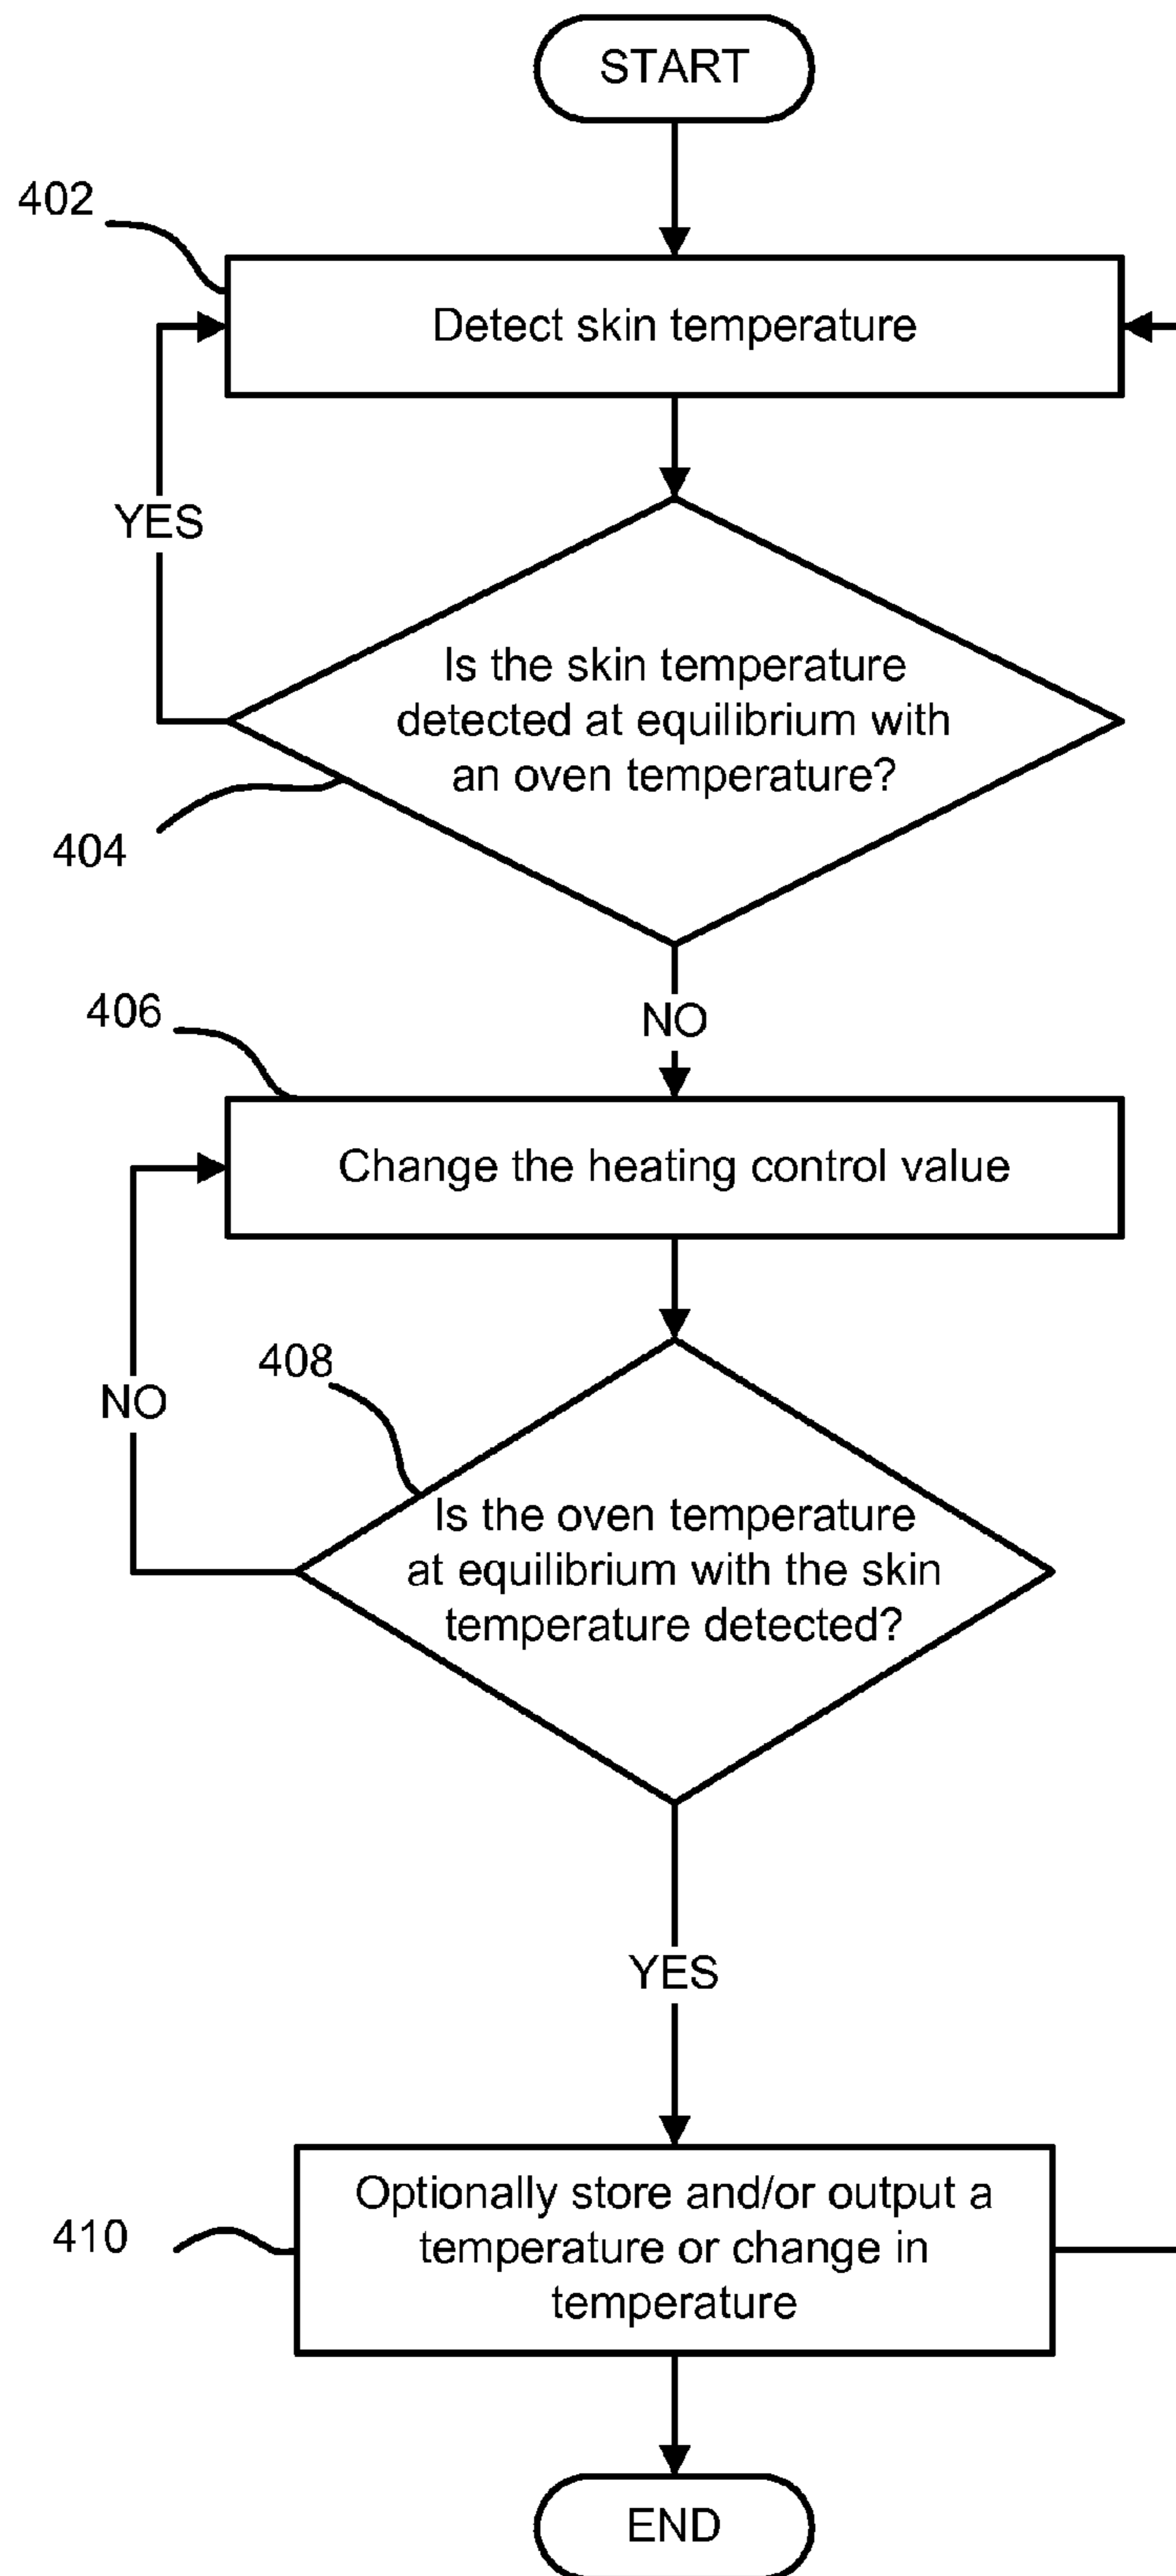 START
402
Detect skin temperature
YES
Is the skin temperature
detected at equilibrium with
an oven temperature?
404
NO
406
Change the heating control value
408
NO
Is the oven temperature
at equilibrium with the skin
temperature detected?
YES
Optionally store and/or output a
temperature or change in
temperature
410
END